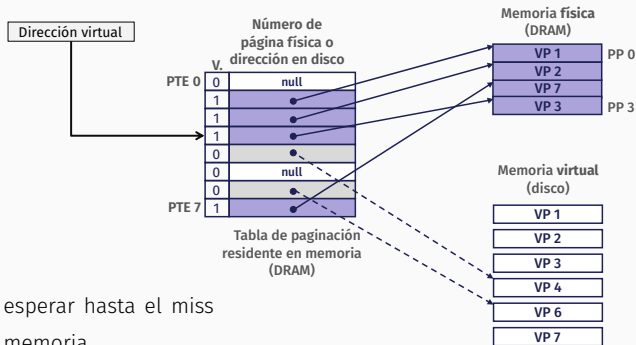 Dirección virtual
Número de
página física o
dirección en disco
V.
PTE 0
0
null
1
1
1
0
0
null
0
PTE 7
1
Tabla de paginación
residente en memoria
(DRAM)
Memoria física
(DRAM)
VP 1
PP 0
VP 2
VP 7
VP 3
PP 3
Memoria virtual
(disco)
VP 1
VP 2
VP 3
VP 4
VP 6
VP 7
esperar hasta el miss
memoria